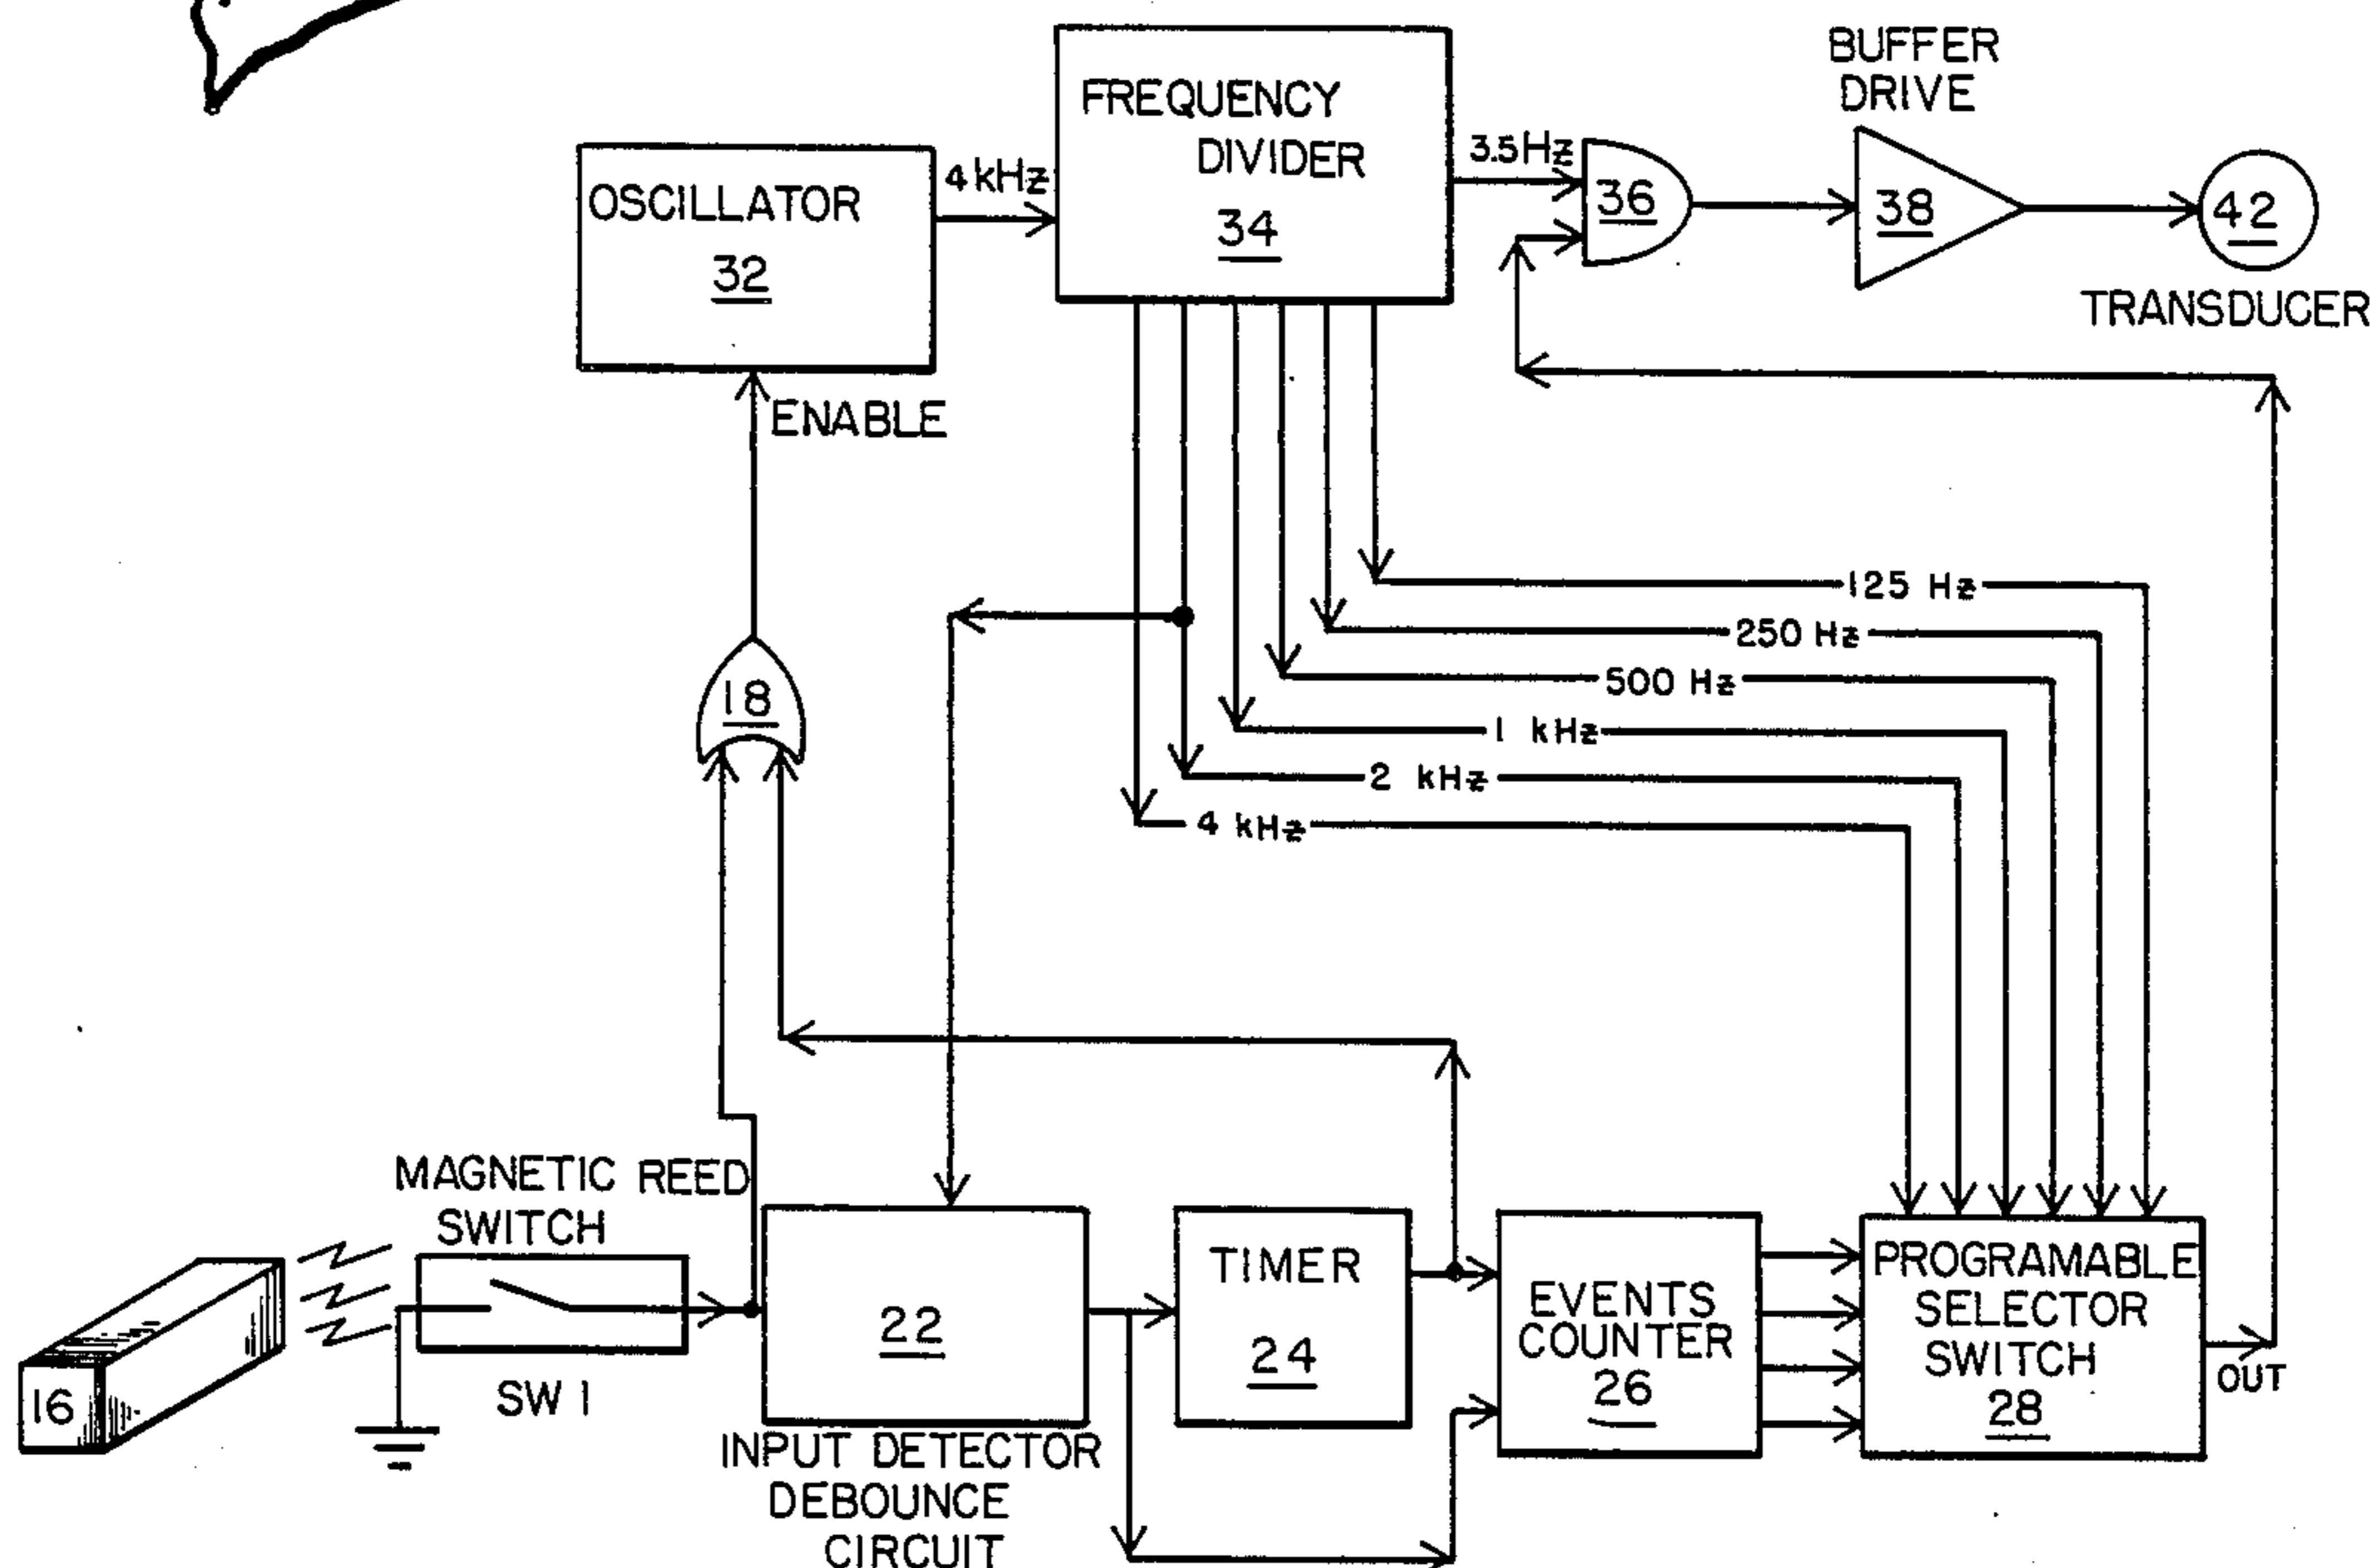 BUFFER
DRIVE
FREQUENCY
DIVIDER
34
3.5Hz
36
38
42
TRANSDUCER
OSCILLATOR
32
4kHz
ENABLE
125 Hz
250 Hz
500 Hz
1 kHz
2 kHz
4 kHz
18
MAGNETIC REED
SWITCH
SW 1
16
22
INPUT DETECTOR
DEBOUNCE
CIRCUIT
TIMER
24
EVENTS
COUNTER
26
PROGRAMABLE
SELECTOR
SWITCH
28
OUT